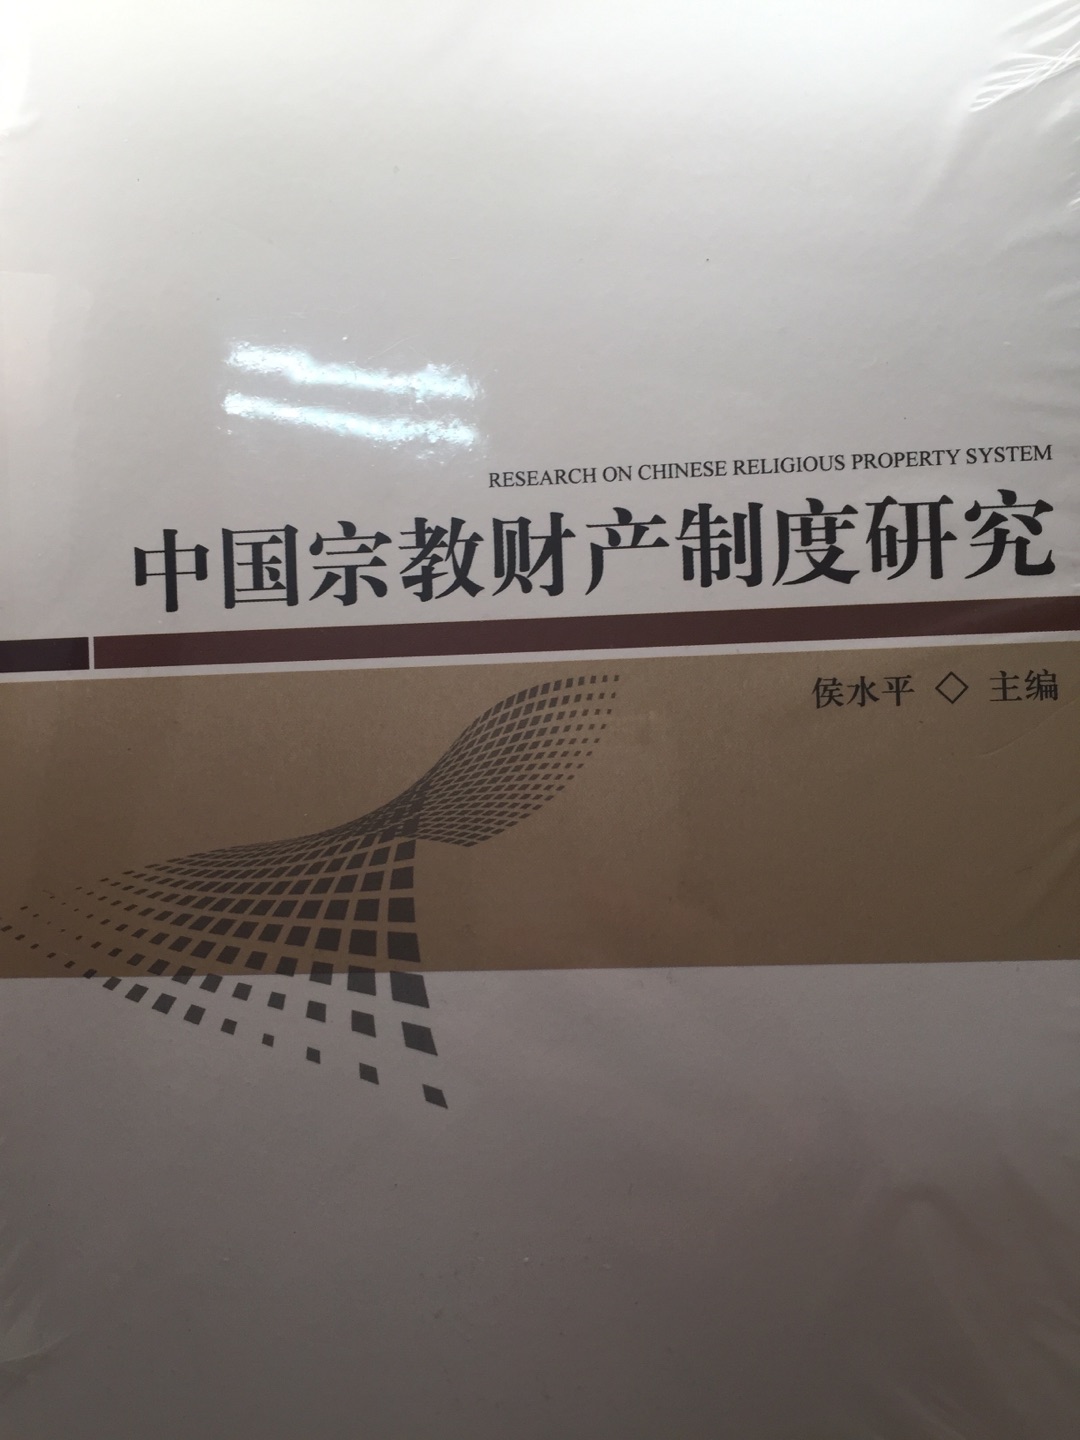 RESEARCH ON CHINESE RELIGIOUS PROPERTY SYSTEM
中国宗教财产制度研究
侯水平 ◇ 主编